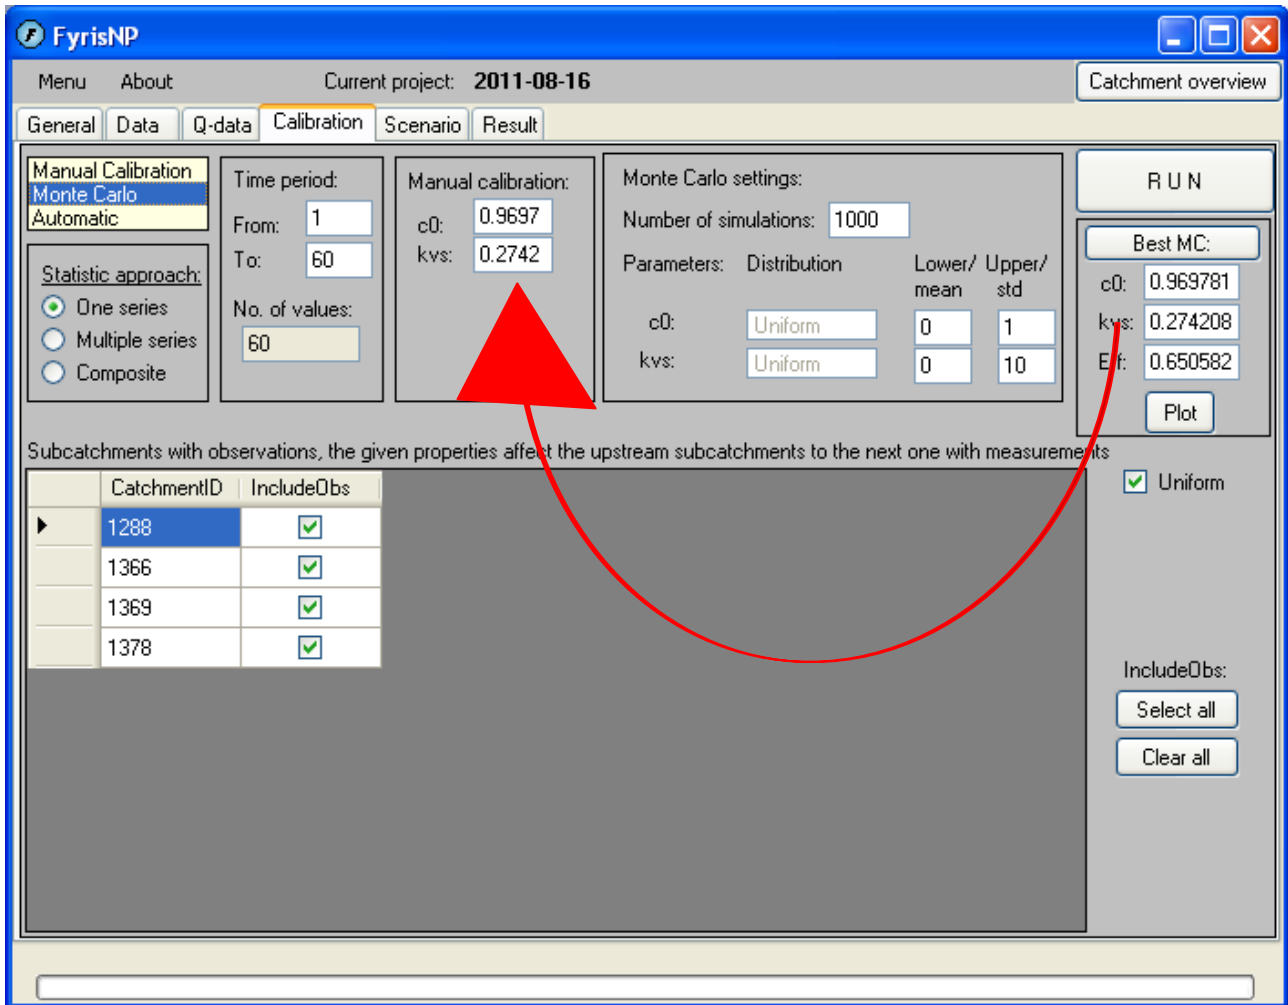 FyrisNP
Menu About Current project: 2011-08-16 Catchment overview
General Data Q-data Calibration Scenario Result
Manual Calibration
Monte Carlo
Automatic
Statistic approach:
One series
Multiple series
Composite
Time period:
From: 1
To: 60
No. of values:
60
Manual calibration:
c0: 0.9697
kvs: 0.2742
Monte Carlo settings:
Number of simulations: 1000
Parameters: Distribution Lower/ mean Upper/ std
c0: Uniform 0 1
kvs: Uniform 0 10
RUN
Best MC:
c0: 0.969781
kvs: 0.274208
Eff: 0.650582
Plot
Subcatchments with observations, the given properties affect the upstream subcatchments to the next one with measurements
CatchmentID IncludeObs
1288
1366
1369
1378
Uniform
IncludeObs:
Select all
Clear all